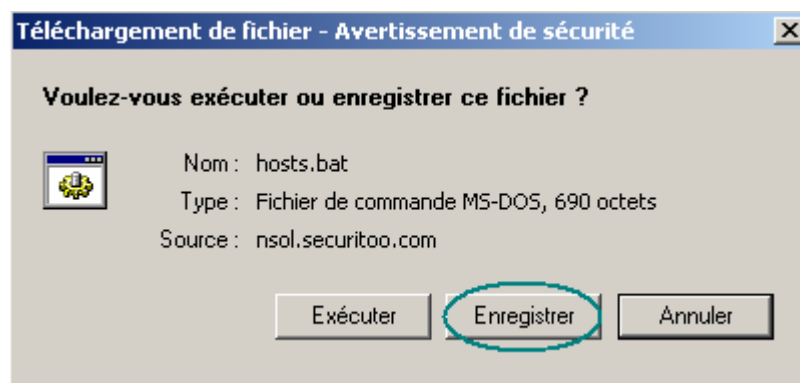 Téléchargement de fichier - Avertissement de sécurité
Voulez-vous exécuter ou enregistrer ce fichier ?
Nom : hosts.bat
Type : Fichier de commande MS-DOS, 690 octets
Source : nsol.securitoo.com
Exécuter Enregistrer Annuler